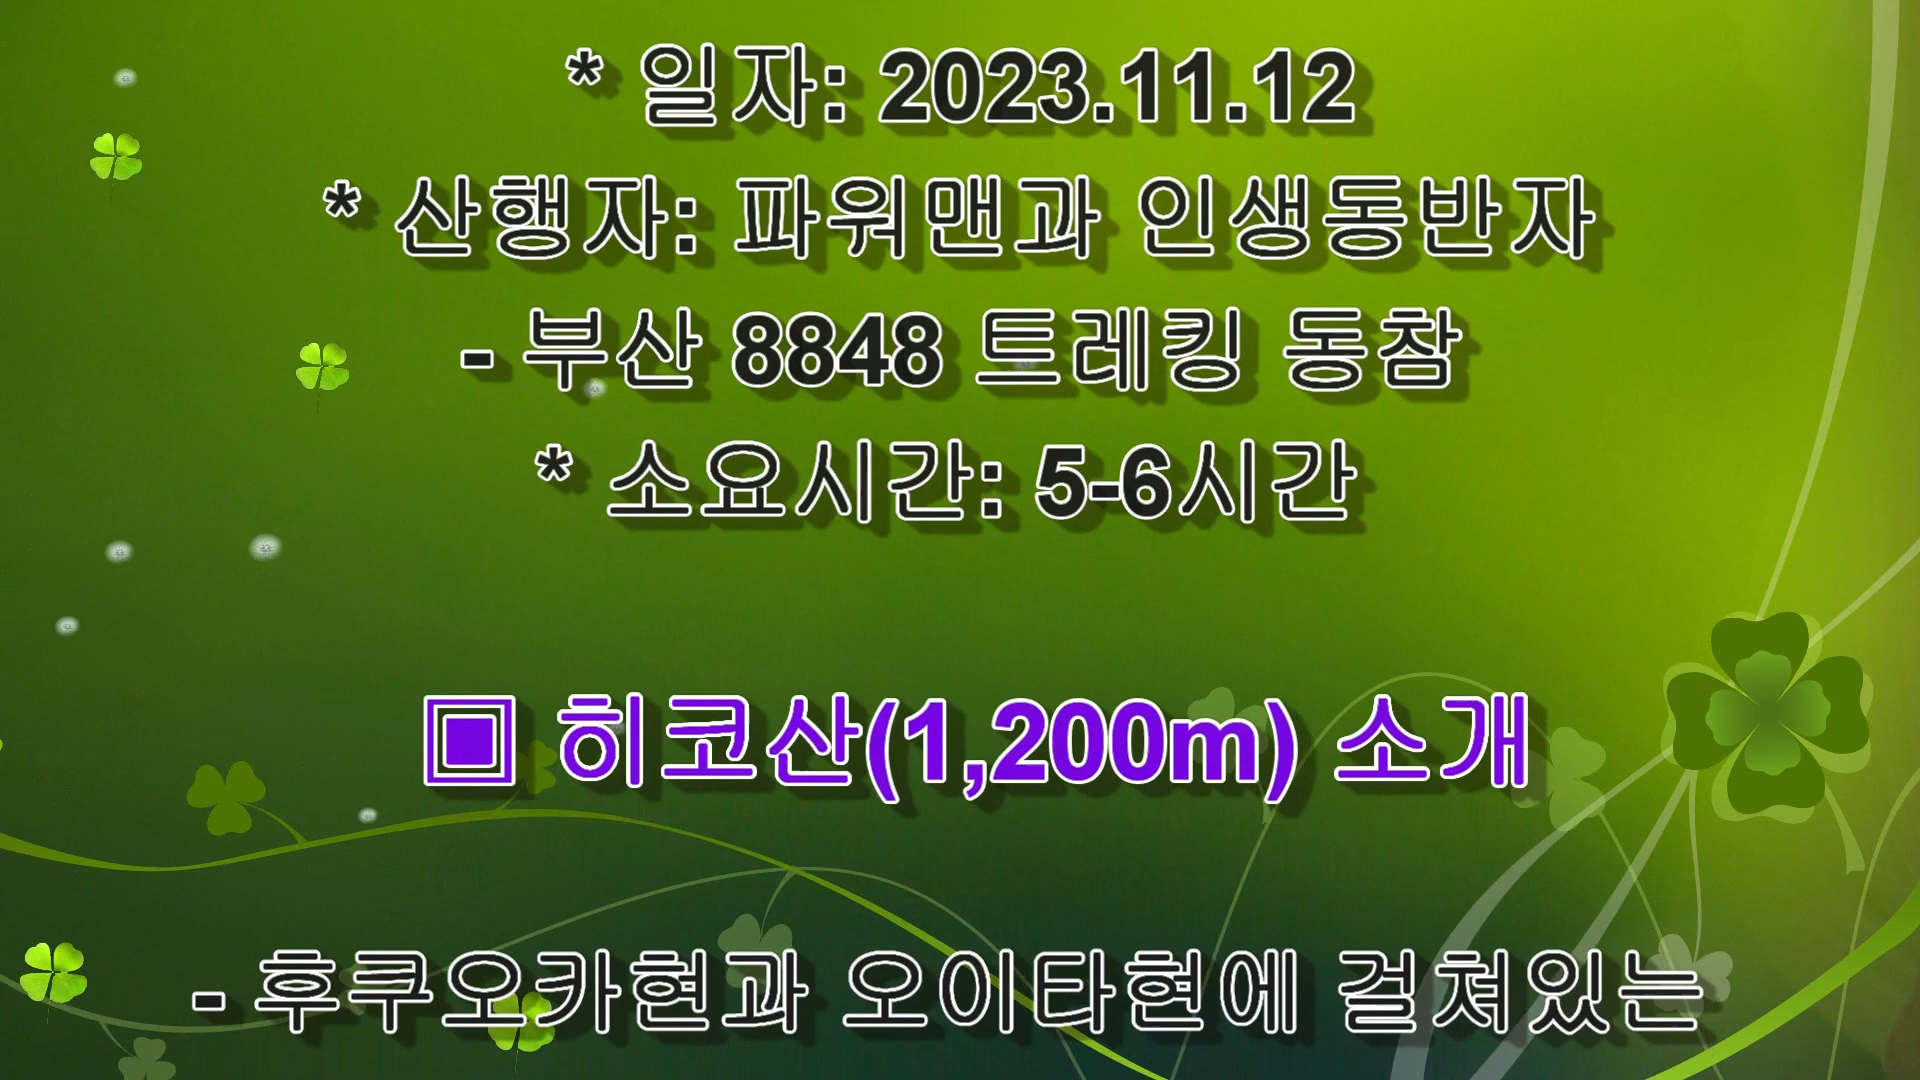 * 일자: 2023.11.12
* 산행자: 파워맨과 인생동반자
- 부산 8848 트레킹 동참
* 소요시간: 5-6시간
▣ 히코산(1,200m) 소개
- 후쿠오카현과 오이타현에 걸쳐있는